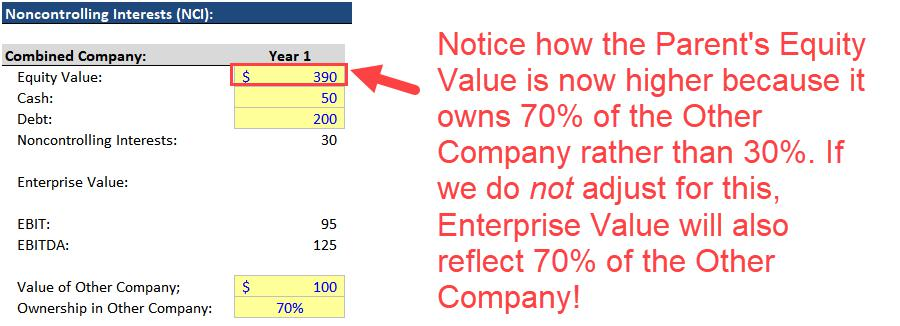 Noncontrolling Interests (NCI):
Combined Company: Year 1
Equity Value: $ 390
Cash: 50
Debt: 200
Noncontrolling Interests: 30
Enterprise Value:
EBIT: 95
EBITDA: 125
Value of Other Company; $ 100
Ownership in Other Company: 70%
Notice how the Parent's Equity
Value is now higher because it
owns 70% of the Other
Company rather than 30%. If
we do not adjust for this,
Enterprise Value will also
reflect 70% of the Other
Company!